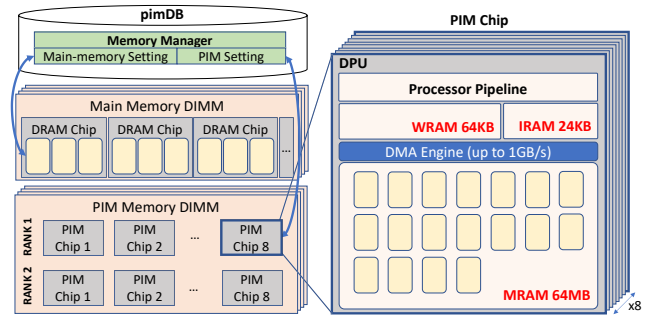 pimDB
Memory Manager
Main-memory Setting
PIM Setting
Main Memory DIMM
DRAM Chip
DRAM Chip
DRAM Chip
...
PIM Memory DIMM
RANK 1
PIM
Chip 1
PIM
Chip 2
...
PIM
Chip 8
RANK 2
PIM
Chip 1
PIM
Chip 2
...
PIM
Chip 8
PIM Chip
DPU
Processor Pipeline
WRAM 64KB
IRAM 24KB
DMA Engine (up to 1GB/s)
MRAM 64MB
x8